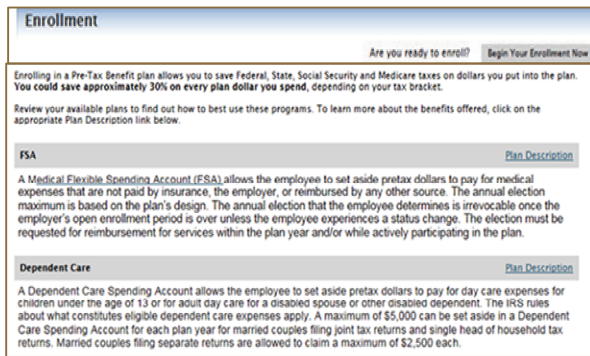 Enrollment
Are you ready to enroll? Begin Your Enrollment Now
Enrolling in a Pre-Tax Benefit plan allows you to save Federal, State, Social Security and Medicare taxes on dollars you put into the plan.
You could save approximately 30% on every plan dollar you spend, depending on your tax bracket.
Review your available plans to find out how to best use these programs. To learn more about the benefits offered, click on the
appropriate Plan Description link below.
FSA Plan Description
A Medical Flexible Spending Account (FSA) allows the employee to set aside pretax dollars to pay for medical
expenses that are not paid by insurance, the employer, or reimbursed by any other source. The annual election
maximum is based on the plan's design. The annual election that the employee determines is irrevocable once the
employer's open enrollment period is over unless the employee experiences a status change. The election must be
requested for reimbursement for services within the plan year and/or while actively participating in the plan.
Dependent Care Plan Description
A Dependent Care Spending Account allows the employee to set aside pretax dollars to pay for day care expenses for
children under the age of 13 or for adult day care for a disabled spouse or other disabled dependent. The IRS rules
about what constitutes eligible dependent care expenses apply. A maximum of $5,000 can be set aside in a Dependent
Care Spending Account for each plan year for married couples filing joint tax returns and single head of household tax
returns. Married couples filing separate returns are allowed to claim a maximum of $2,500 each.